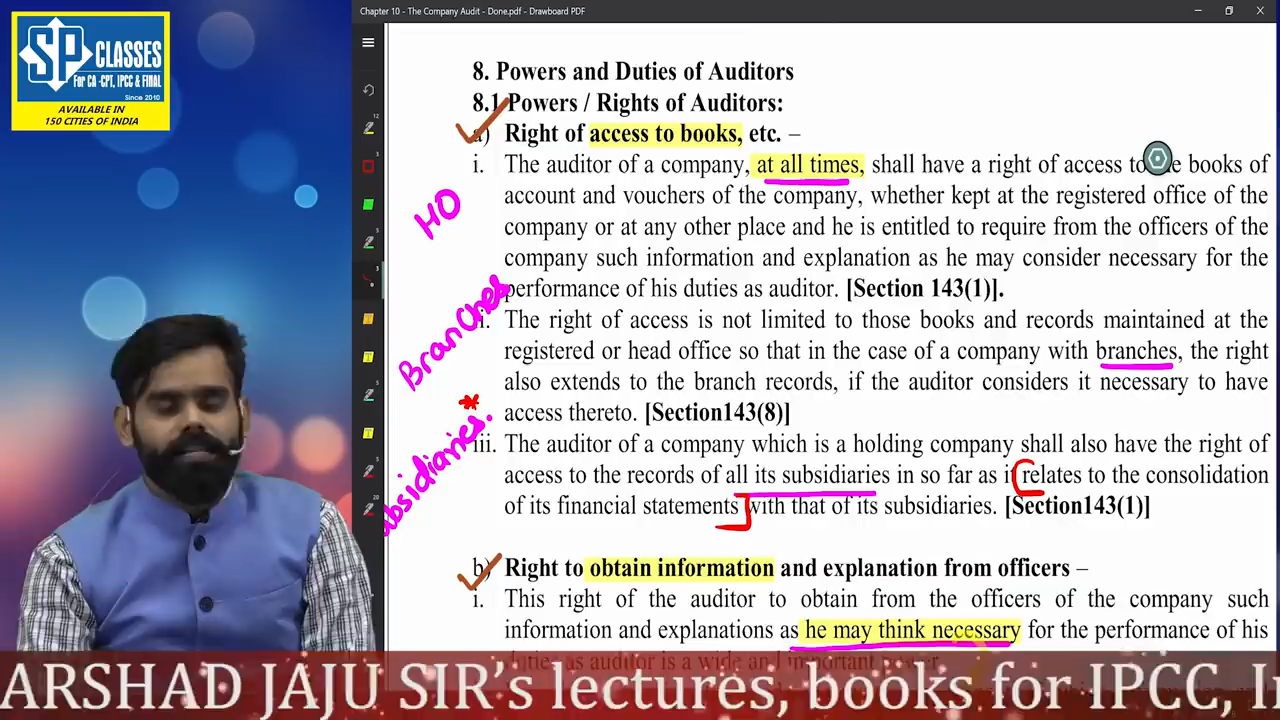 Chapter 10 - The Company Audit - Done.pdf - Drawboard PDF
SP CLASSES
For CA -CPT, IPCC & FINAL
Since 2010
AVAILABLE IN
150 CITIES OF INDIA
8. Powers and Duties of Auditors
8.1 Powers / Rights of Auditors:
a) Right of access to books, etc. –
i. The auditor of a company, at all times, shall have a right of access to the books of
account and vouchers of the company, whether kept at the registered office of the
HO
company or at any other place and he is entitled to require from the officers of the
company such information and explanation as he may consider necessary for the
performance of his duties as auditor. [Section 143(1)].
Branches
ii. The right of access is not limited to those books and records maintained at the
registered or head office so that in the case of a company with branches, the right
also extends to the branch records, if the auditor considers it necessary to have
access thereto. [Section143(8)]
Subsidiaries.*
iii. The auditor of a company which is a holding company shall also have the right of
access to the records of all its subsidiaries in so far as it relates to the consolidation
of its financial statements with that of its subsidiaries. [Section143(1)]
b) Right to obtain information and explanation from officers –
i. This right of the auditor to obtain from the officers of the company such
information and explanations as he may think necessary for the performance of his
duties as auditor is a wide and important power.
ARSHAD JAJU SIR's lectures, books for IPCC, I